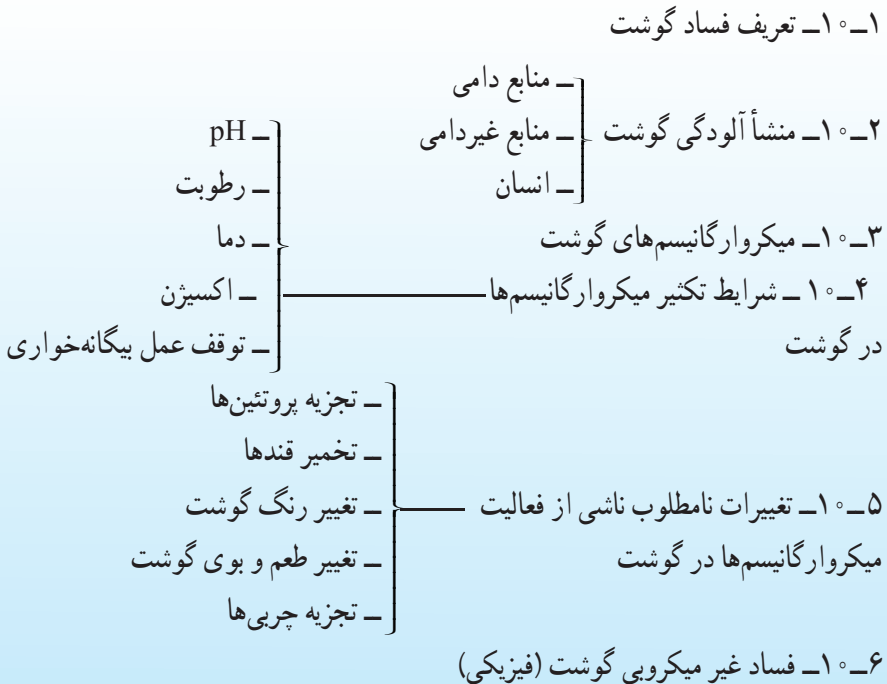 ۱ــ۱۰ــ تعریف فساد گوشت
ــ منابع دامی
۲ــ۱۰ــ منشأ آلودگی گوشت
ــ منابع غیردامی
ــ انسان
۳ــ۱۰ــ میکروارگانیسم‌های گوشت
۴ــ۱۰ ــ شرایط تکثیر میکروارگانیسم‌ها
در گوشت
ــ pH
ــ رطوبت
ــ دما
ــ اکسیژن
ــ توقف عمل بیگانه‌خواری
۵ــ۱۰ــ تغییرات نامطلوب ناشی از فعالیت
میکروارگانیسم‌ها در گوشت
ــ تجزیه پروتئین‌ها
ــ تخمیر قندها
ــ تغییر رنگ گوشت
ــ تغییر طعم و بوی گوشت
ــ تجزیه چربی‌ها
۶ــ۱۰ــ فساد غیر میکروبی گوشت (فیزیکی)